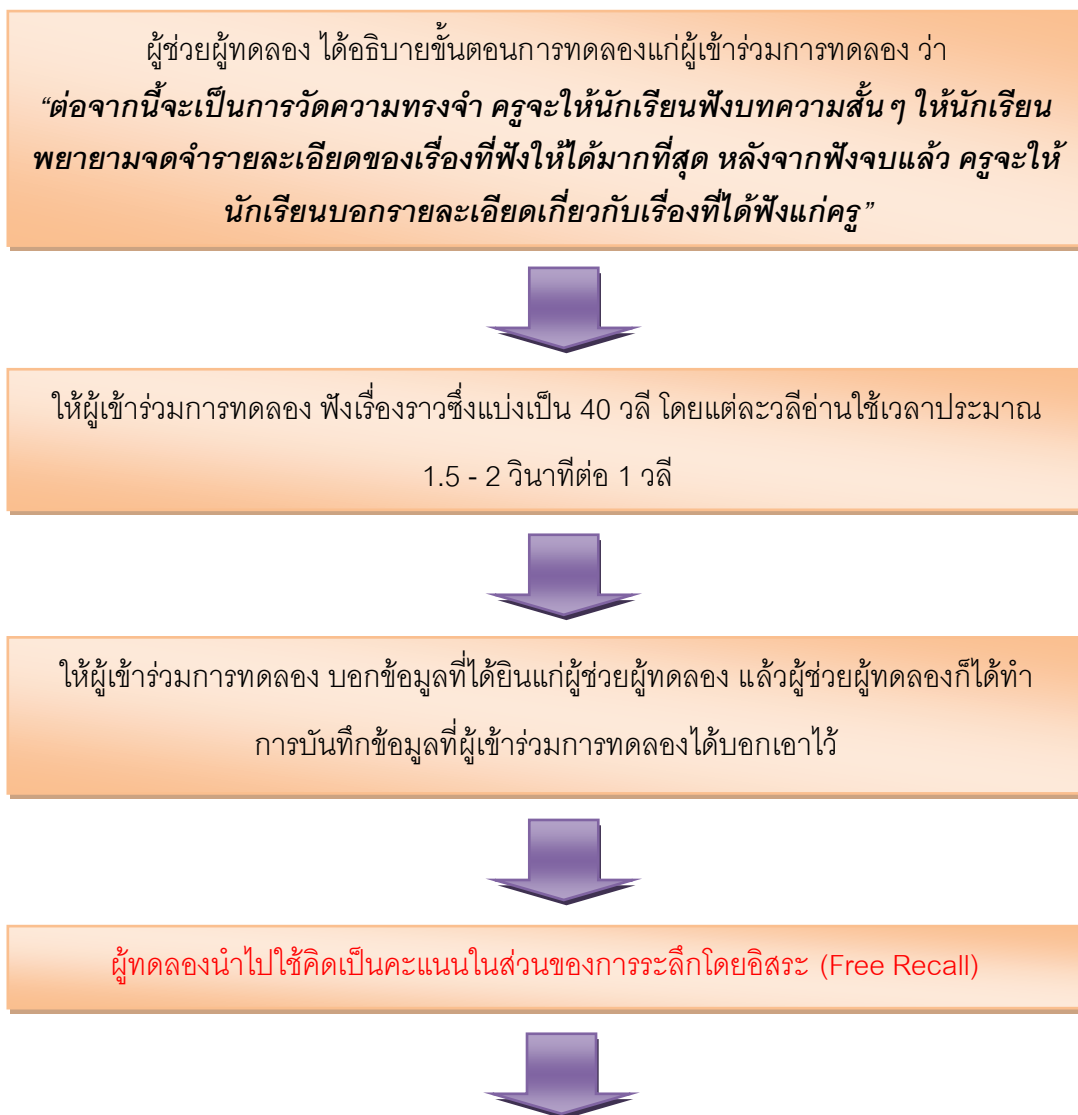 ผู้ช่วยผู้ทดลอง ได้อธิบายขั้นตอนการทดลองแก่ผู้เข้าร่วมการทดลอง ว่า
“ต่อจากนี้จะเป็นการวัดความทรงจำ ครูจะให้นักเรียนฟังบทความสั้น ๆ ให้นักเรียน
พยายามจดจำรายละเอียดของเรื่องที่ฟังให้ได้มากที่สุด หลังจากฟังจบแล้ว ครูจะให้
นักเรียนบอกรายละเอียดเกี่ยวกับเรื่องที่ได้ฟังแก่ครู”
ให้ผู้เข้าร่วมการทดลอง ฟังเรื่องราวซึ่งแบ่งเป็น 40 วลี โดยแต่ละวลีอ่านใช้เวลาประมาณ
1.5 - 2 วินาทีต่อ 1 วลี
ให้ผู้เข้าร่วมการทดลอง บอกข้อมูลที่ได้ยินแก่ผู้ช่วยผู้ทดลอง แล้วผู้ช่วยผู้ทดลองก็ได้ทำ
การบันทึกข้อมูลที่ผู้เข้าร่วมการทดลองได้บอกเอาไว้
ผู้ทดลองนำไปใช้คิดเป็นคะแนนในส่วนของการระลึกโดยอิสระ (Free Recall)